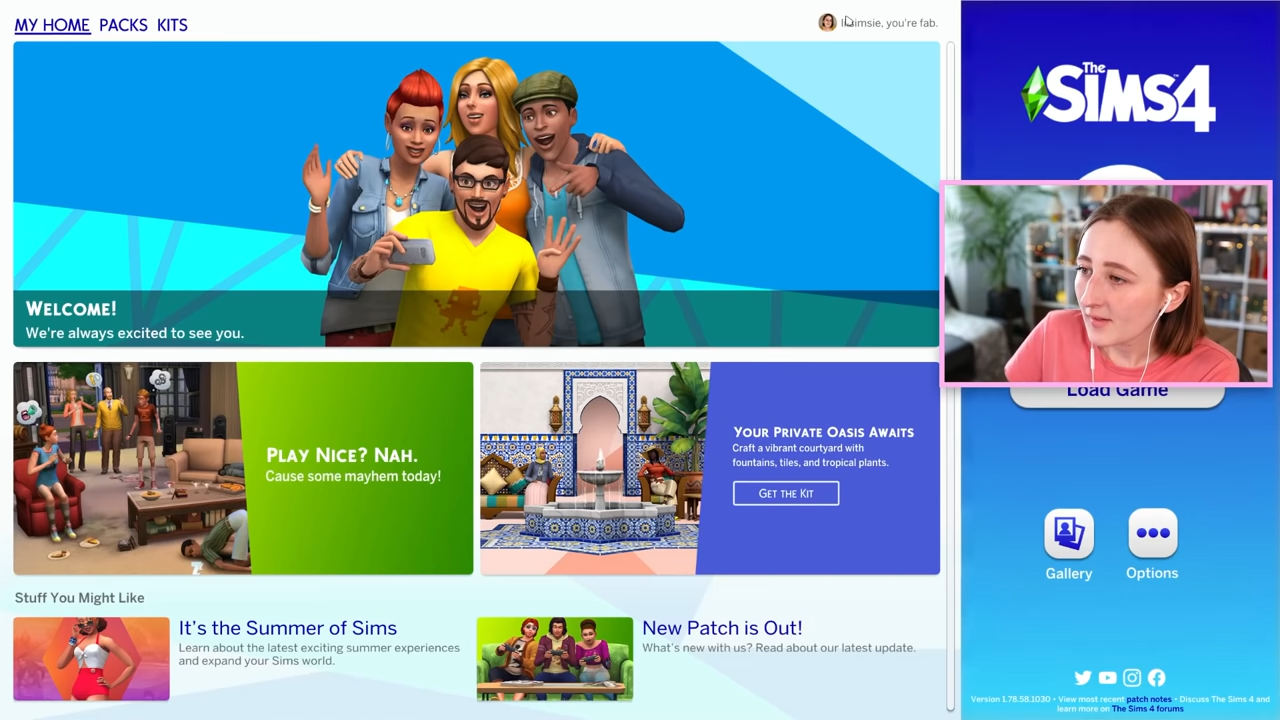 MY HOME PACKS KITS
you're fab.
The SiMS 4
WELCOME!
We're always excited to see you.
Load Game
PLAY NICE? NAH.
Cause some mayhem today!
YOUR PRIVATE OASIS AWAITS
Craft a vibrant courtyard with
fountains, tiles, and tropical plants.
GET THE KIT
Gallery
Options
Stuff You Might Like
It's the Summer of Sims
Learn about the latest exciting summer experiences
and expand your Sims world.
New Patch is Out!
What's new with us? Read about our latest update.
Version 1.78.58.1030 • View most recent patch notes • Discuss The Sims 4 and
learn more on The Sims 4 forums